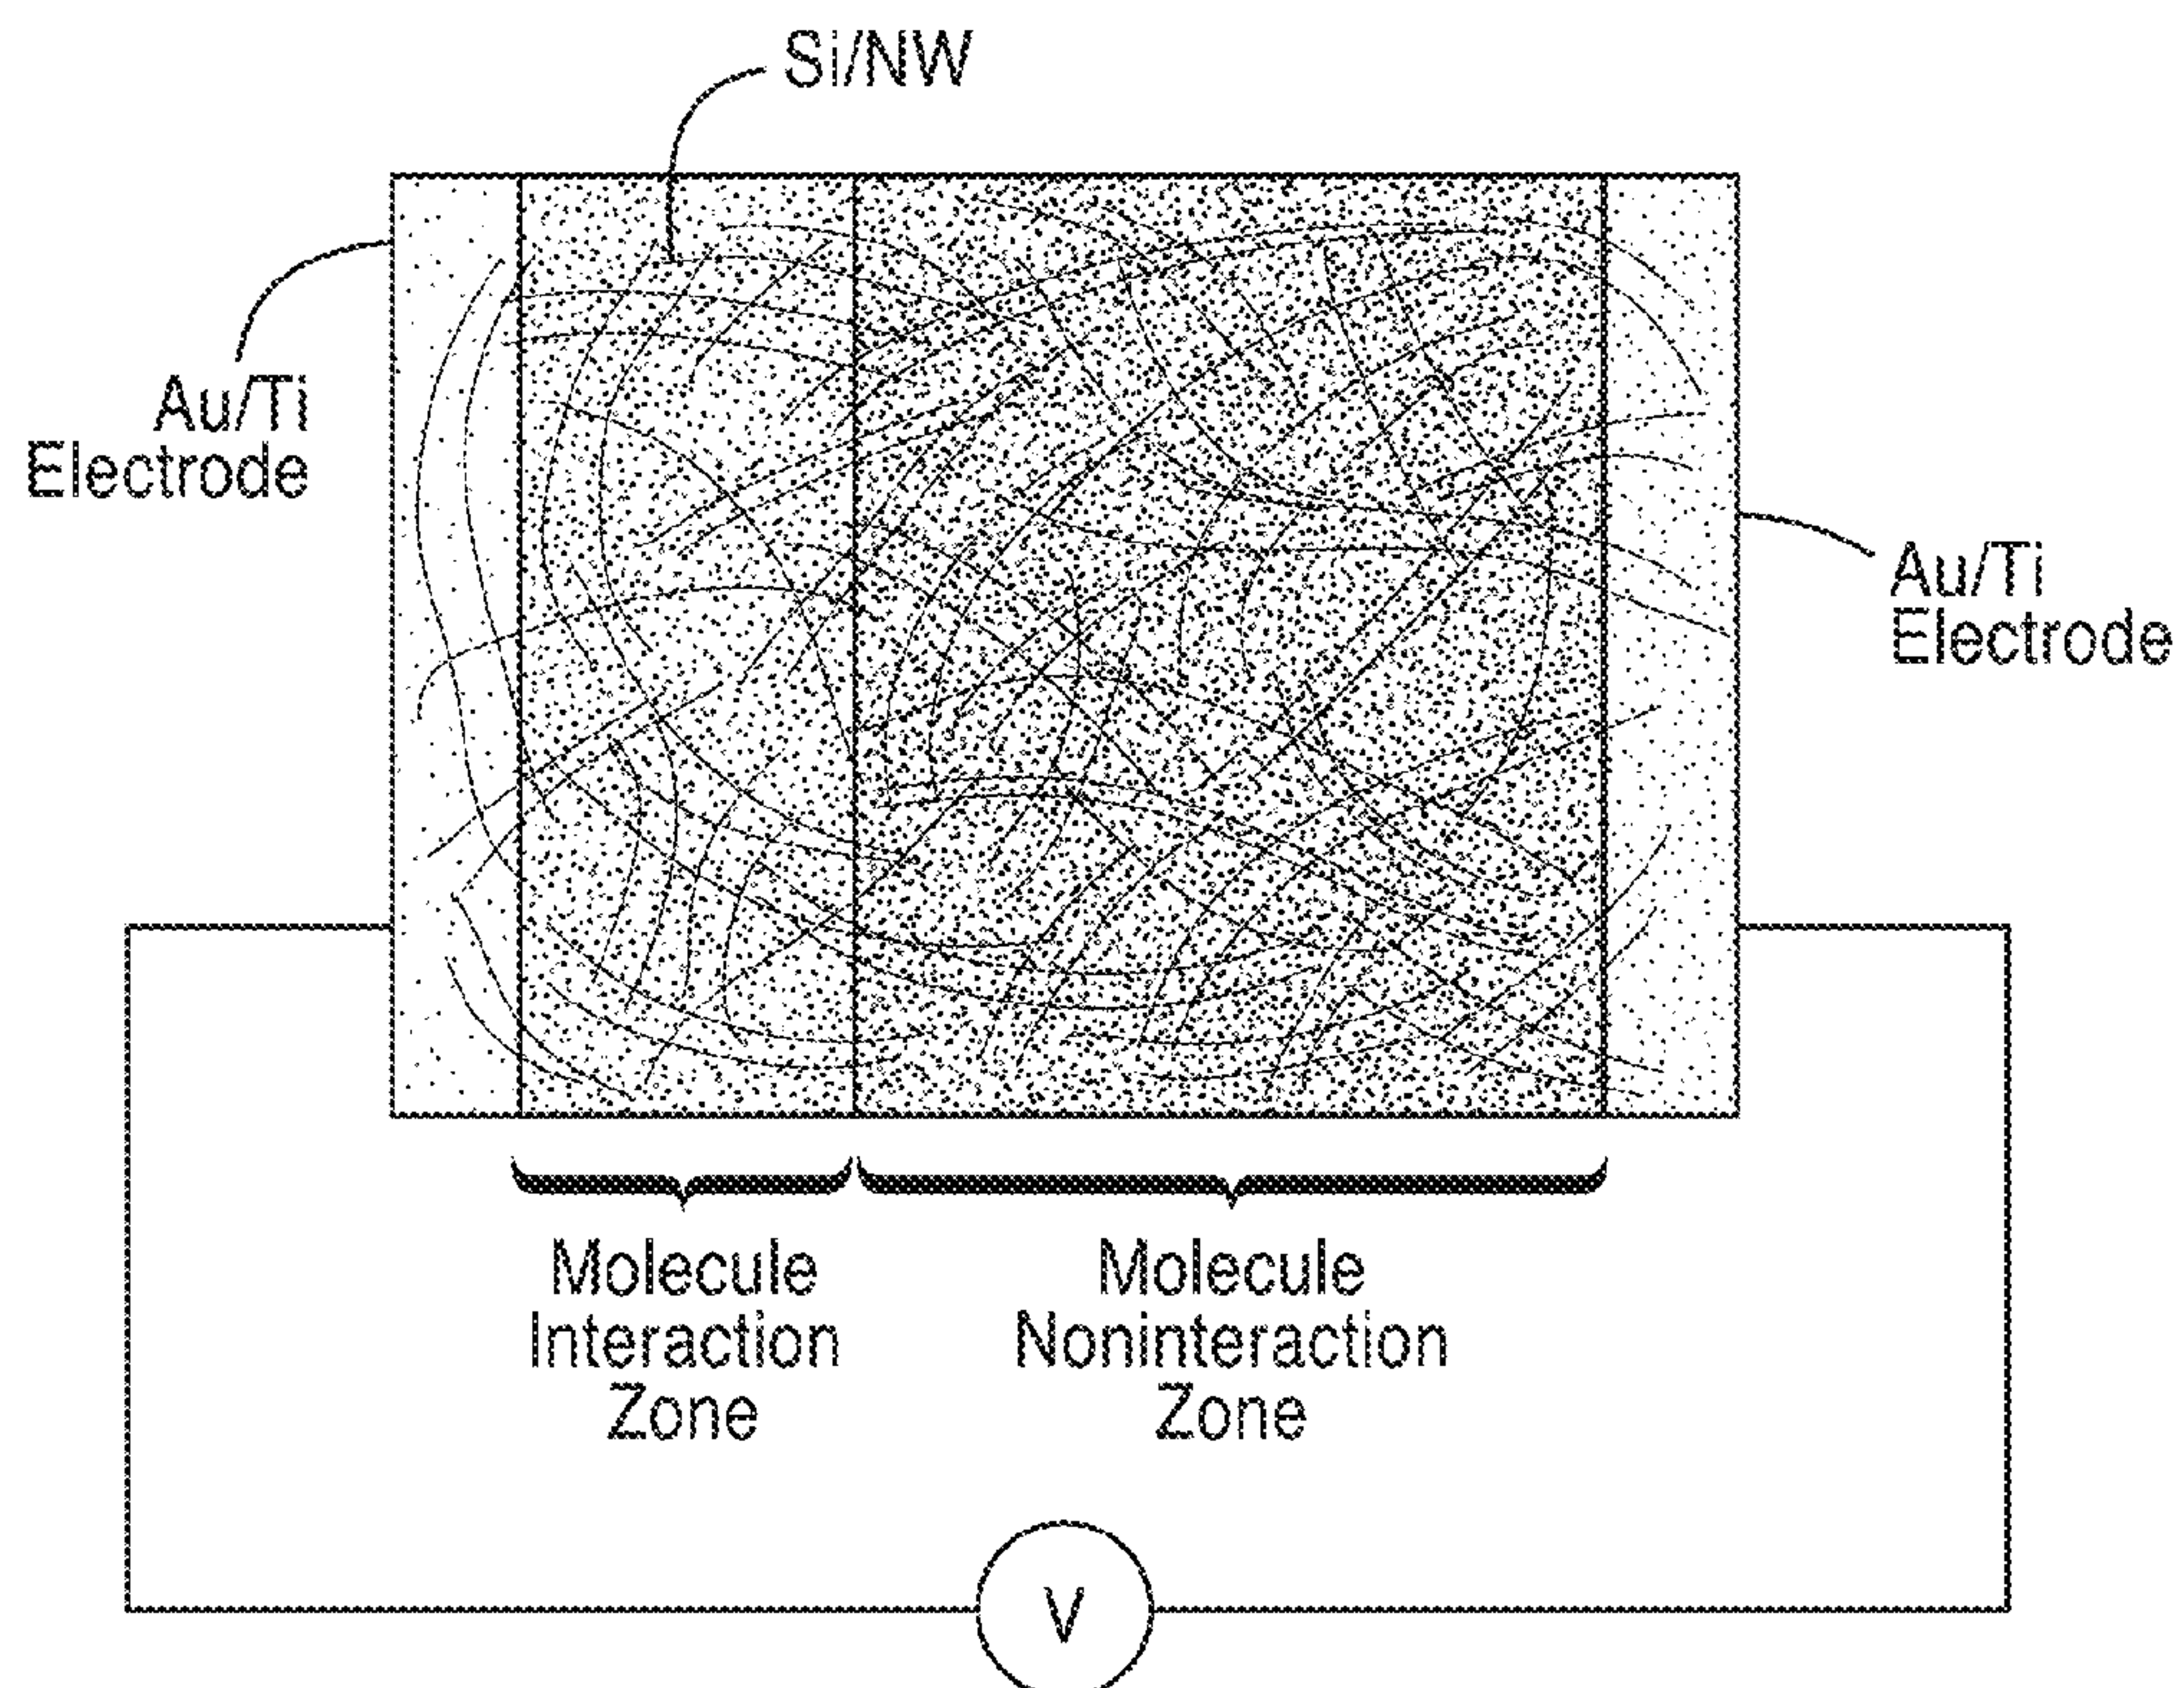 Si/NW
Au/Ti
Electrode
Au/Ti
Electrode
Molecule
Interaction
Zone
Molecule
Noninteraction
Zone
V